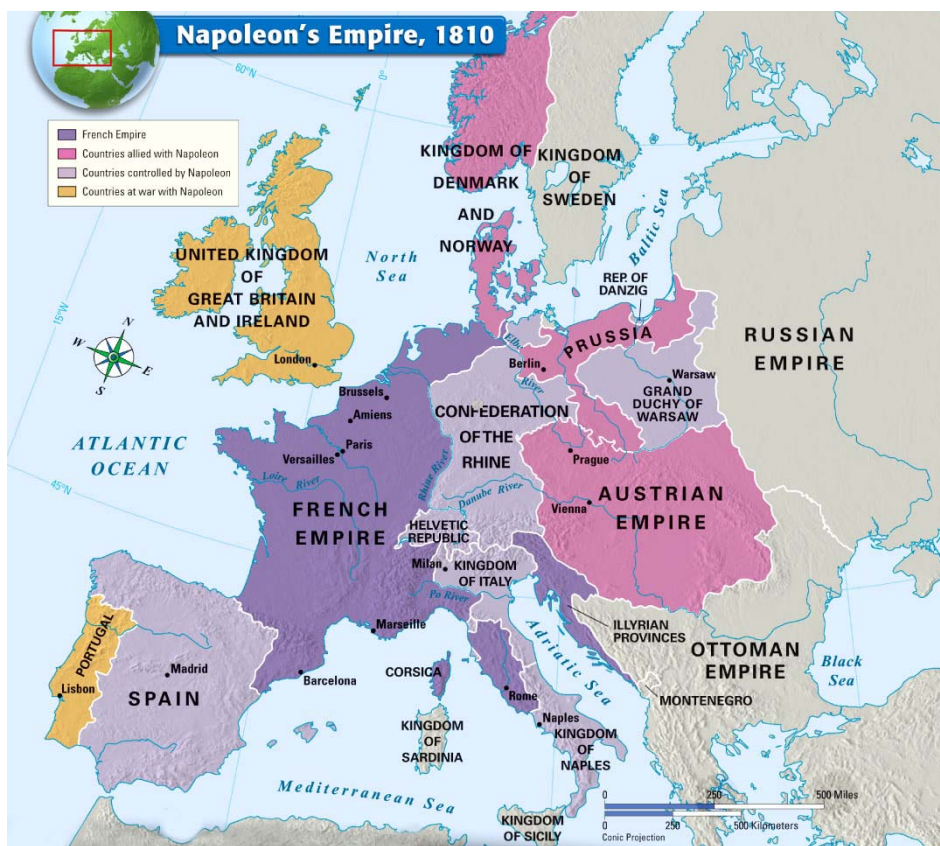 Napoleon's Empire, 1810
60°N
0°
French Empire
Countries allied with Napoleon
Countries controlled by Napoleon
Countries at war with Napoleon
KINGDOM OF
DENMARK
AND
NORWAY
KINGDOM
OF
SWEDEN
Baltic Sea
North
Sea
UNITED KINGDOM
OF
GREAT BRITAIN
AND IRELAND
London
15°W
N
W
E
S
REP. OF
DANZIG
PRUSSIA
RUSSIAN
EMPIRE
Elbe
River
Berlin
Warsaw
GRAND
DUCHY OF
WARSAW
Brussels
Amiens
Paris
Versailles
CONFEDERATION
OF THE
RHINE
Rhine River
Prague
ATLANTIC
OCEAN
45°N
Loire River
FRENCH
EMPIRE
Danube River
Vienna
AUSTRIAN
EMPIRE
HELVETIC
REPUBLIC
Milan
KINGDOM
OF ITALY
Po River
Marseille
ILLYRIAN
PROVINCES
OTTOMAN
EMPIRE
Black
Sea
Adriatic Sea
MONTENEGRO
PORTUGAL
Lisbon
Madrid
SPAIN
Barcelona
CORSICA
Rome
Naples
KINGDOM
OF
NAPLES
KINGDOM
OF
SARDINIA
Mediterranean Sea
KINGDOM
OF SICILY
0 250 500 Miles
0 250 500 Kilometers
Conic Projection